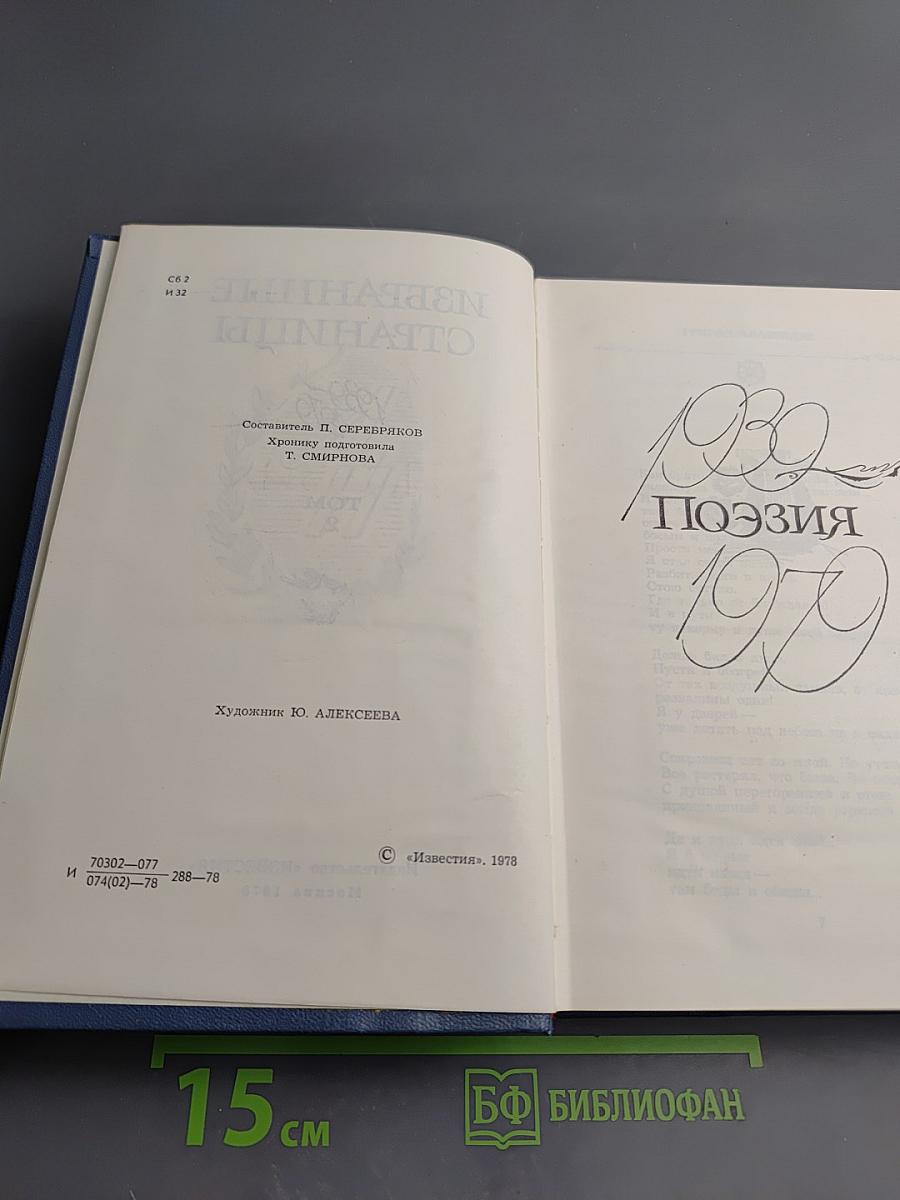 Сб 2
И 32
Составитель П. СЕРЕБРЯКОВ
Хронику подготовила
Т. СМИРНОВА
Художник Ю. АЛЕКСЕЕВА
И 70302—077
074(02)—78 288—78
© «Известия». 1978
1932
ПОЭЗИЯ
1979
15 см
БФ БИБЛИОФАН